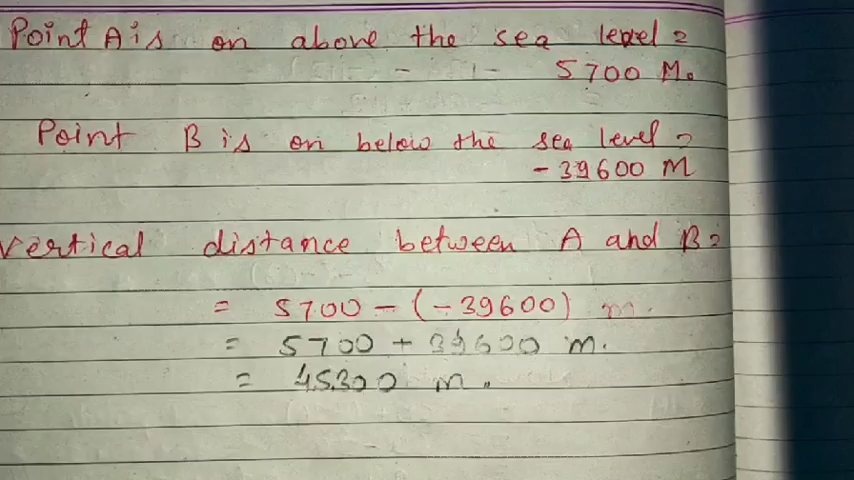 Point A is on above the sea level =
5700 M.
Point B is on below the sea level =
- 39600 M
Vertical distance between A and B =
= 5700 - (- 39600) m.
= 5700 + 39600 m.
= 45300 m.